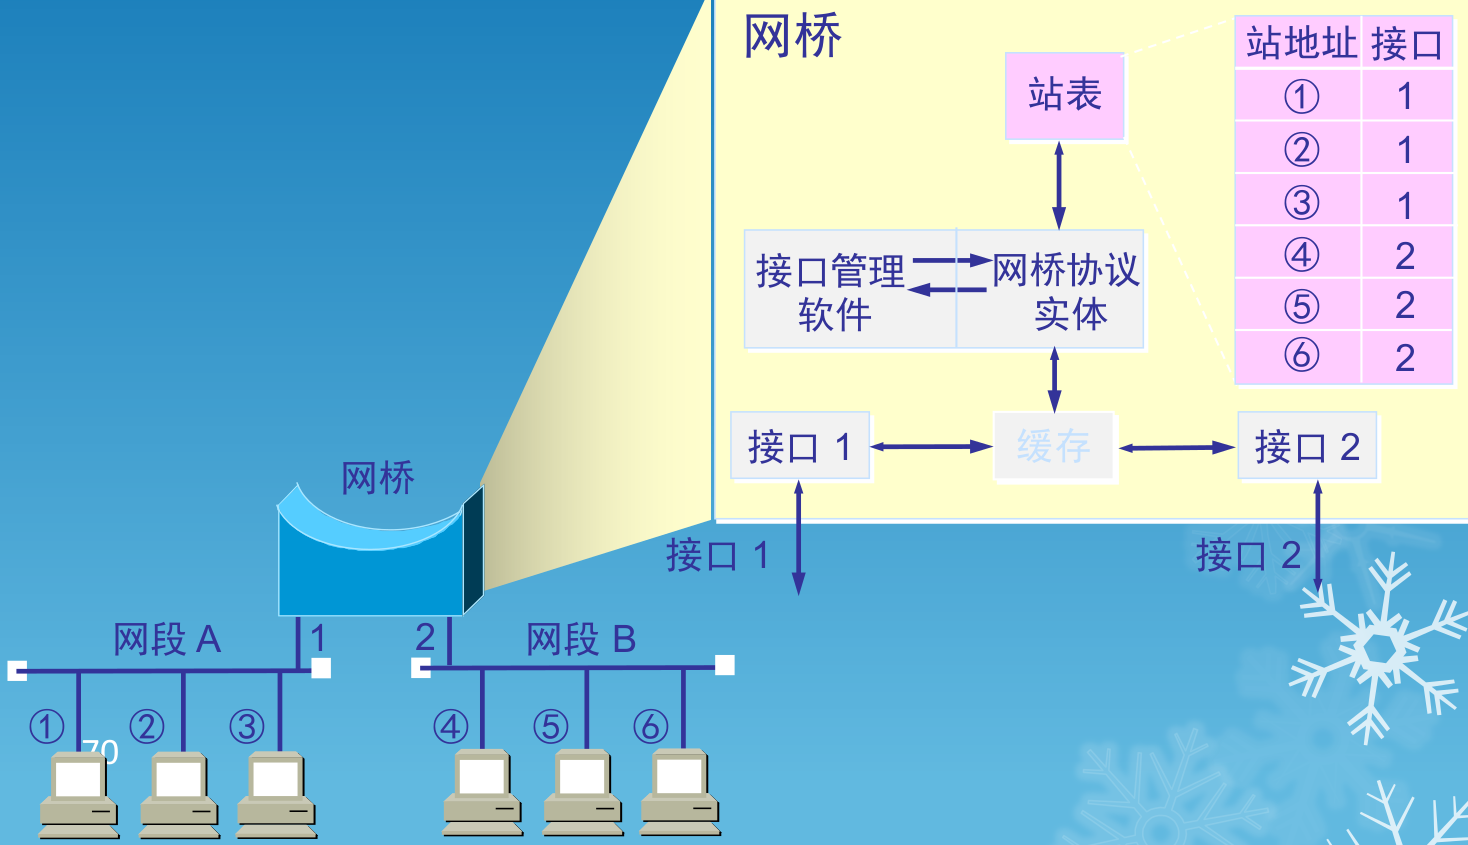 网桥
站地址 接口
① 1
② 1
③ 1
④ 2
⑤ 2
⑥ 2
站表
接口管理
软件
网桥协议
实体
接口 1
缓存
接口 2
接口 1
接口 2
网桥
网段 A
1
2
网段 B
①
②
③
④
⑤
⑥
70